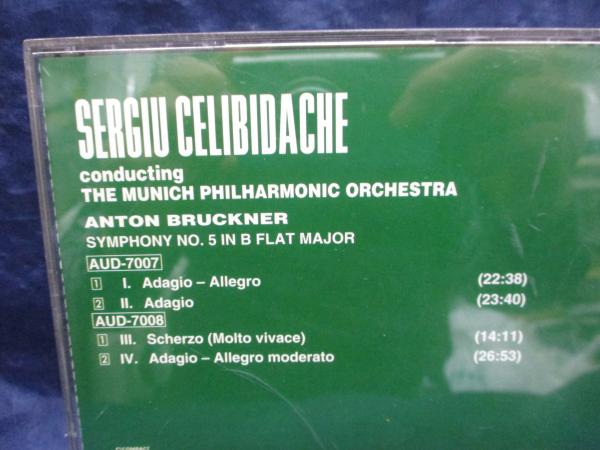 SERGIU CELIBIDACHE
conducting
THE MUNICH PHILHARMONIC ORCHESTRA
ANTON BRUCKNER
SYMPHONY NO. 5 IN B FLAT MAJOR
AUD-7007
1 I. Adagio – Allegro (22:38)
2 II. Adagio (23:40)
AUD-7008
1 III. Scherzo (Molto vivace) (14:11)
2 IV. Adagio – Allegro moderato (26:53)